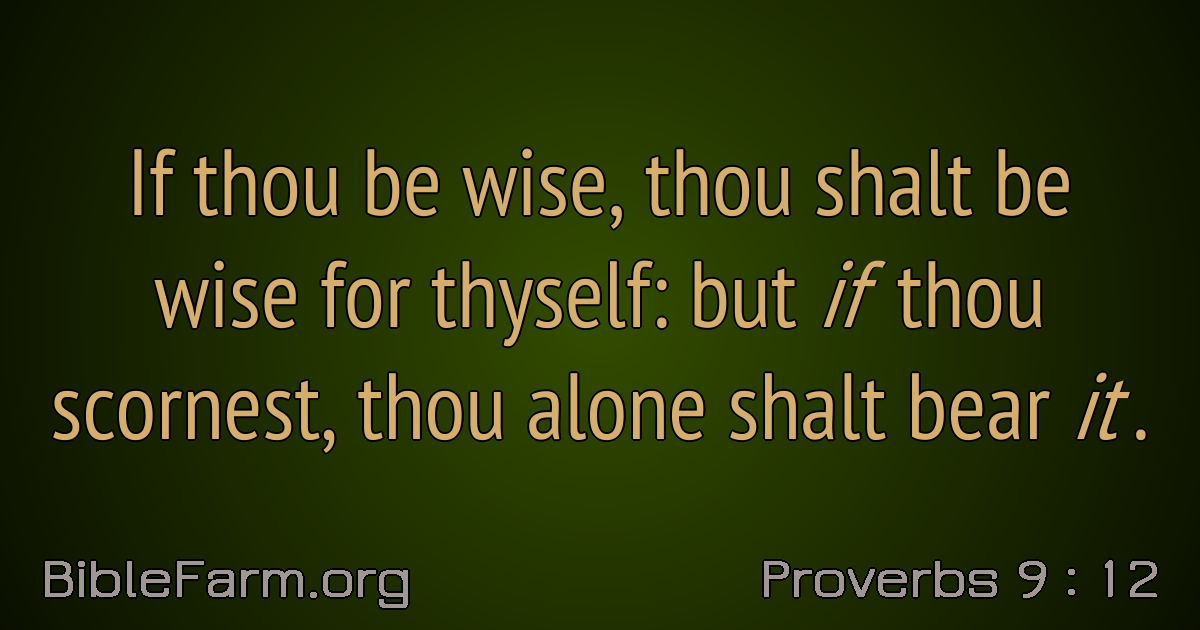 If thou be wise, thou shalt be
wise for thyself: but if thou
scornest, thou alone shalt bear it.
BibleFarm.org
Proverbs 9 : 12